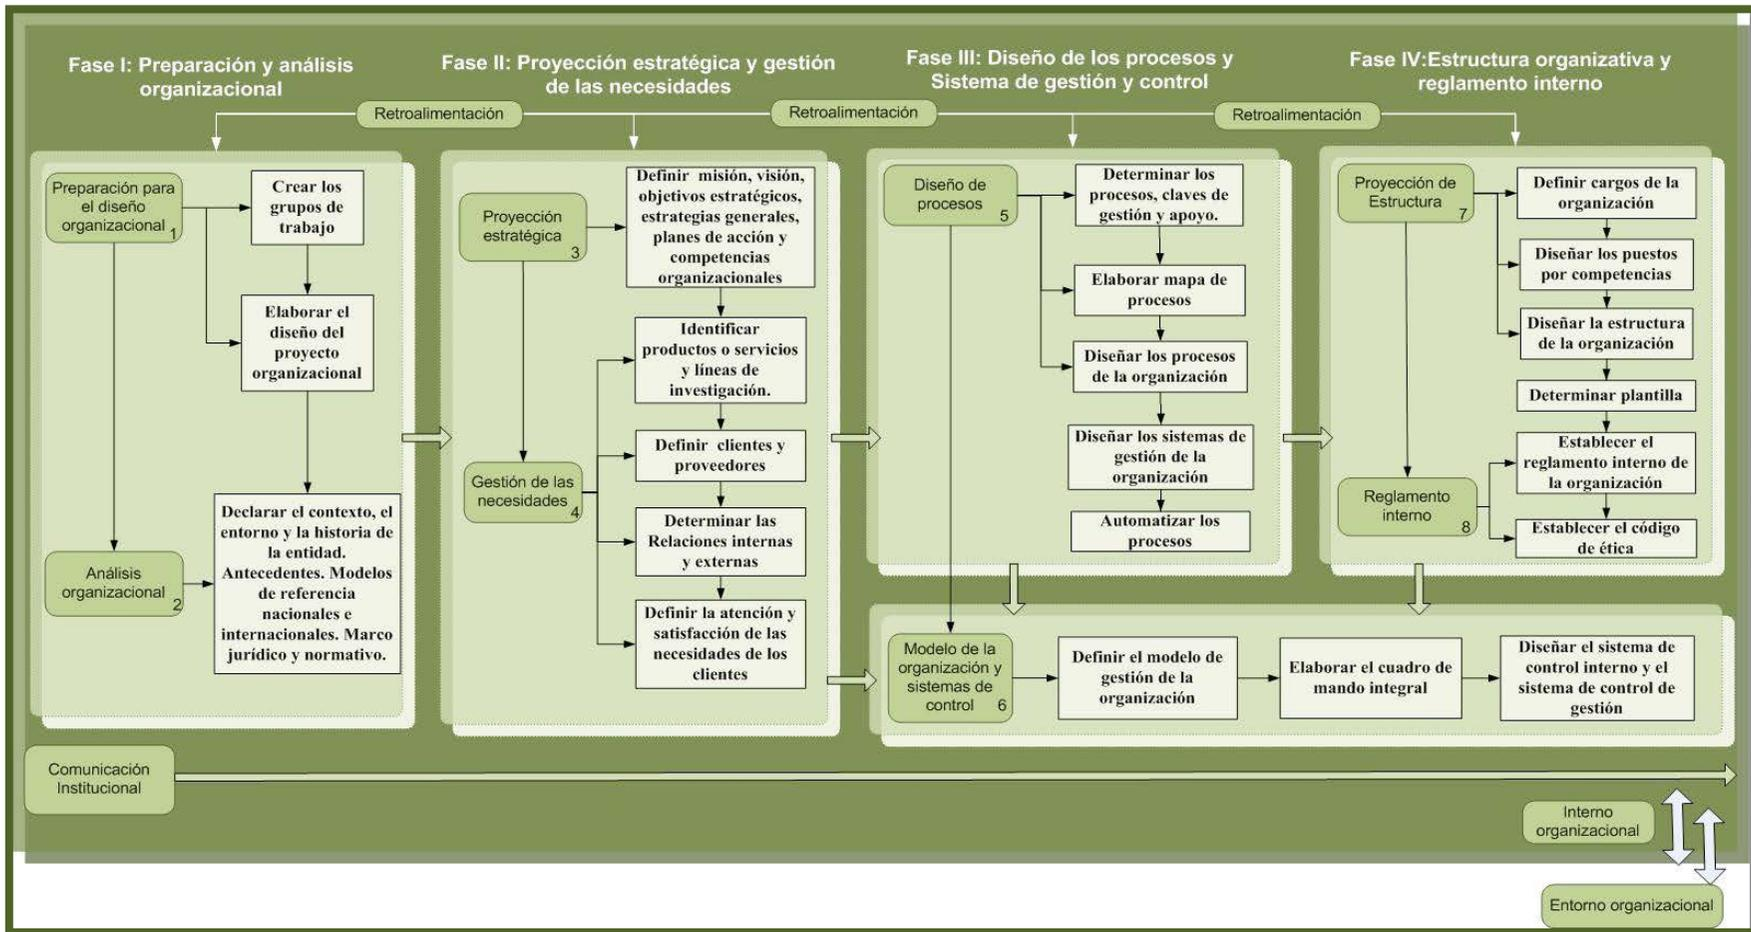 Fase I: Preparación y análisis
organizacional
Fase II: Proyección estratégica y gestión
de las necesidades
Fase III: Diseño de los procesos y
Sistema de gestión y control
Fase IV:Estructura organizativa y
reglamento interno
Retroalimentación
Retroalimentación
Retroalimentación
Preparación para
el diseño
organizacional
1
Crear los
grupos de
trabajo
Elaborar el
diseño del
proyecto
organizacional
Análisis
organizacional
2
Declarar el contexto, el
entorno y la historia de
la entidad.
Antecedentes. Modelos
de referencia
nacionales e
internacionales. Marco
jurídico y normativo.
Proyección
estratégica
3
Definir misión, visión,
objetivos estratégicos,
estrategias generales,
planes de acción y
competencias
organizacionales
Identificar
productos o servicios
y líneas de
investigación.
Definir clientes y
proveedores
Gestión de las
necesidades
4
Determinar las
Relaciones internas
y externas
Definir la atención y
satisfacción de las
necesidades de los
clientes
Diseño de
procesos
5
Determinar los
procesos, claves de
gestión y apoyo.
Elaborar mapa de
procesos
Diseñar los procesos
de la organización
Diseñar los sistemas de
gestión de la
organización
Automatizar los
procesos
Proyección de
Estructura
7
Definir cargos de la
organización
Diseñar los puestos
por competencias
Diseñar la estructura
de la organización
Determinar plantilla
Establecer el
reglamento interno de
la organización
Reglamento
interno
8
Establecer el código
de ética
Modelo de la
organización y
sistemas de
control
6
Definir el modelo de
gestión de la
organización
Elaborar el cuadro de
mando integral
Diseñar el sistema de
control interno y el
sistema de control de
gestión
Comunicación
Institucional
Interno
organizacional
Entorno organizacional